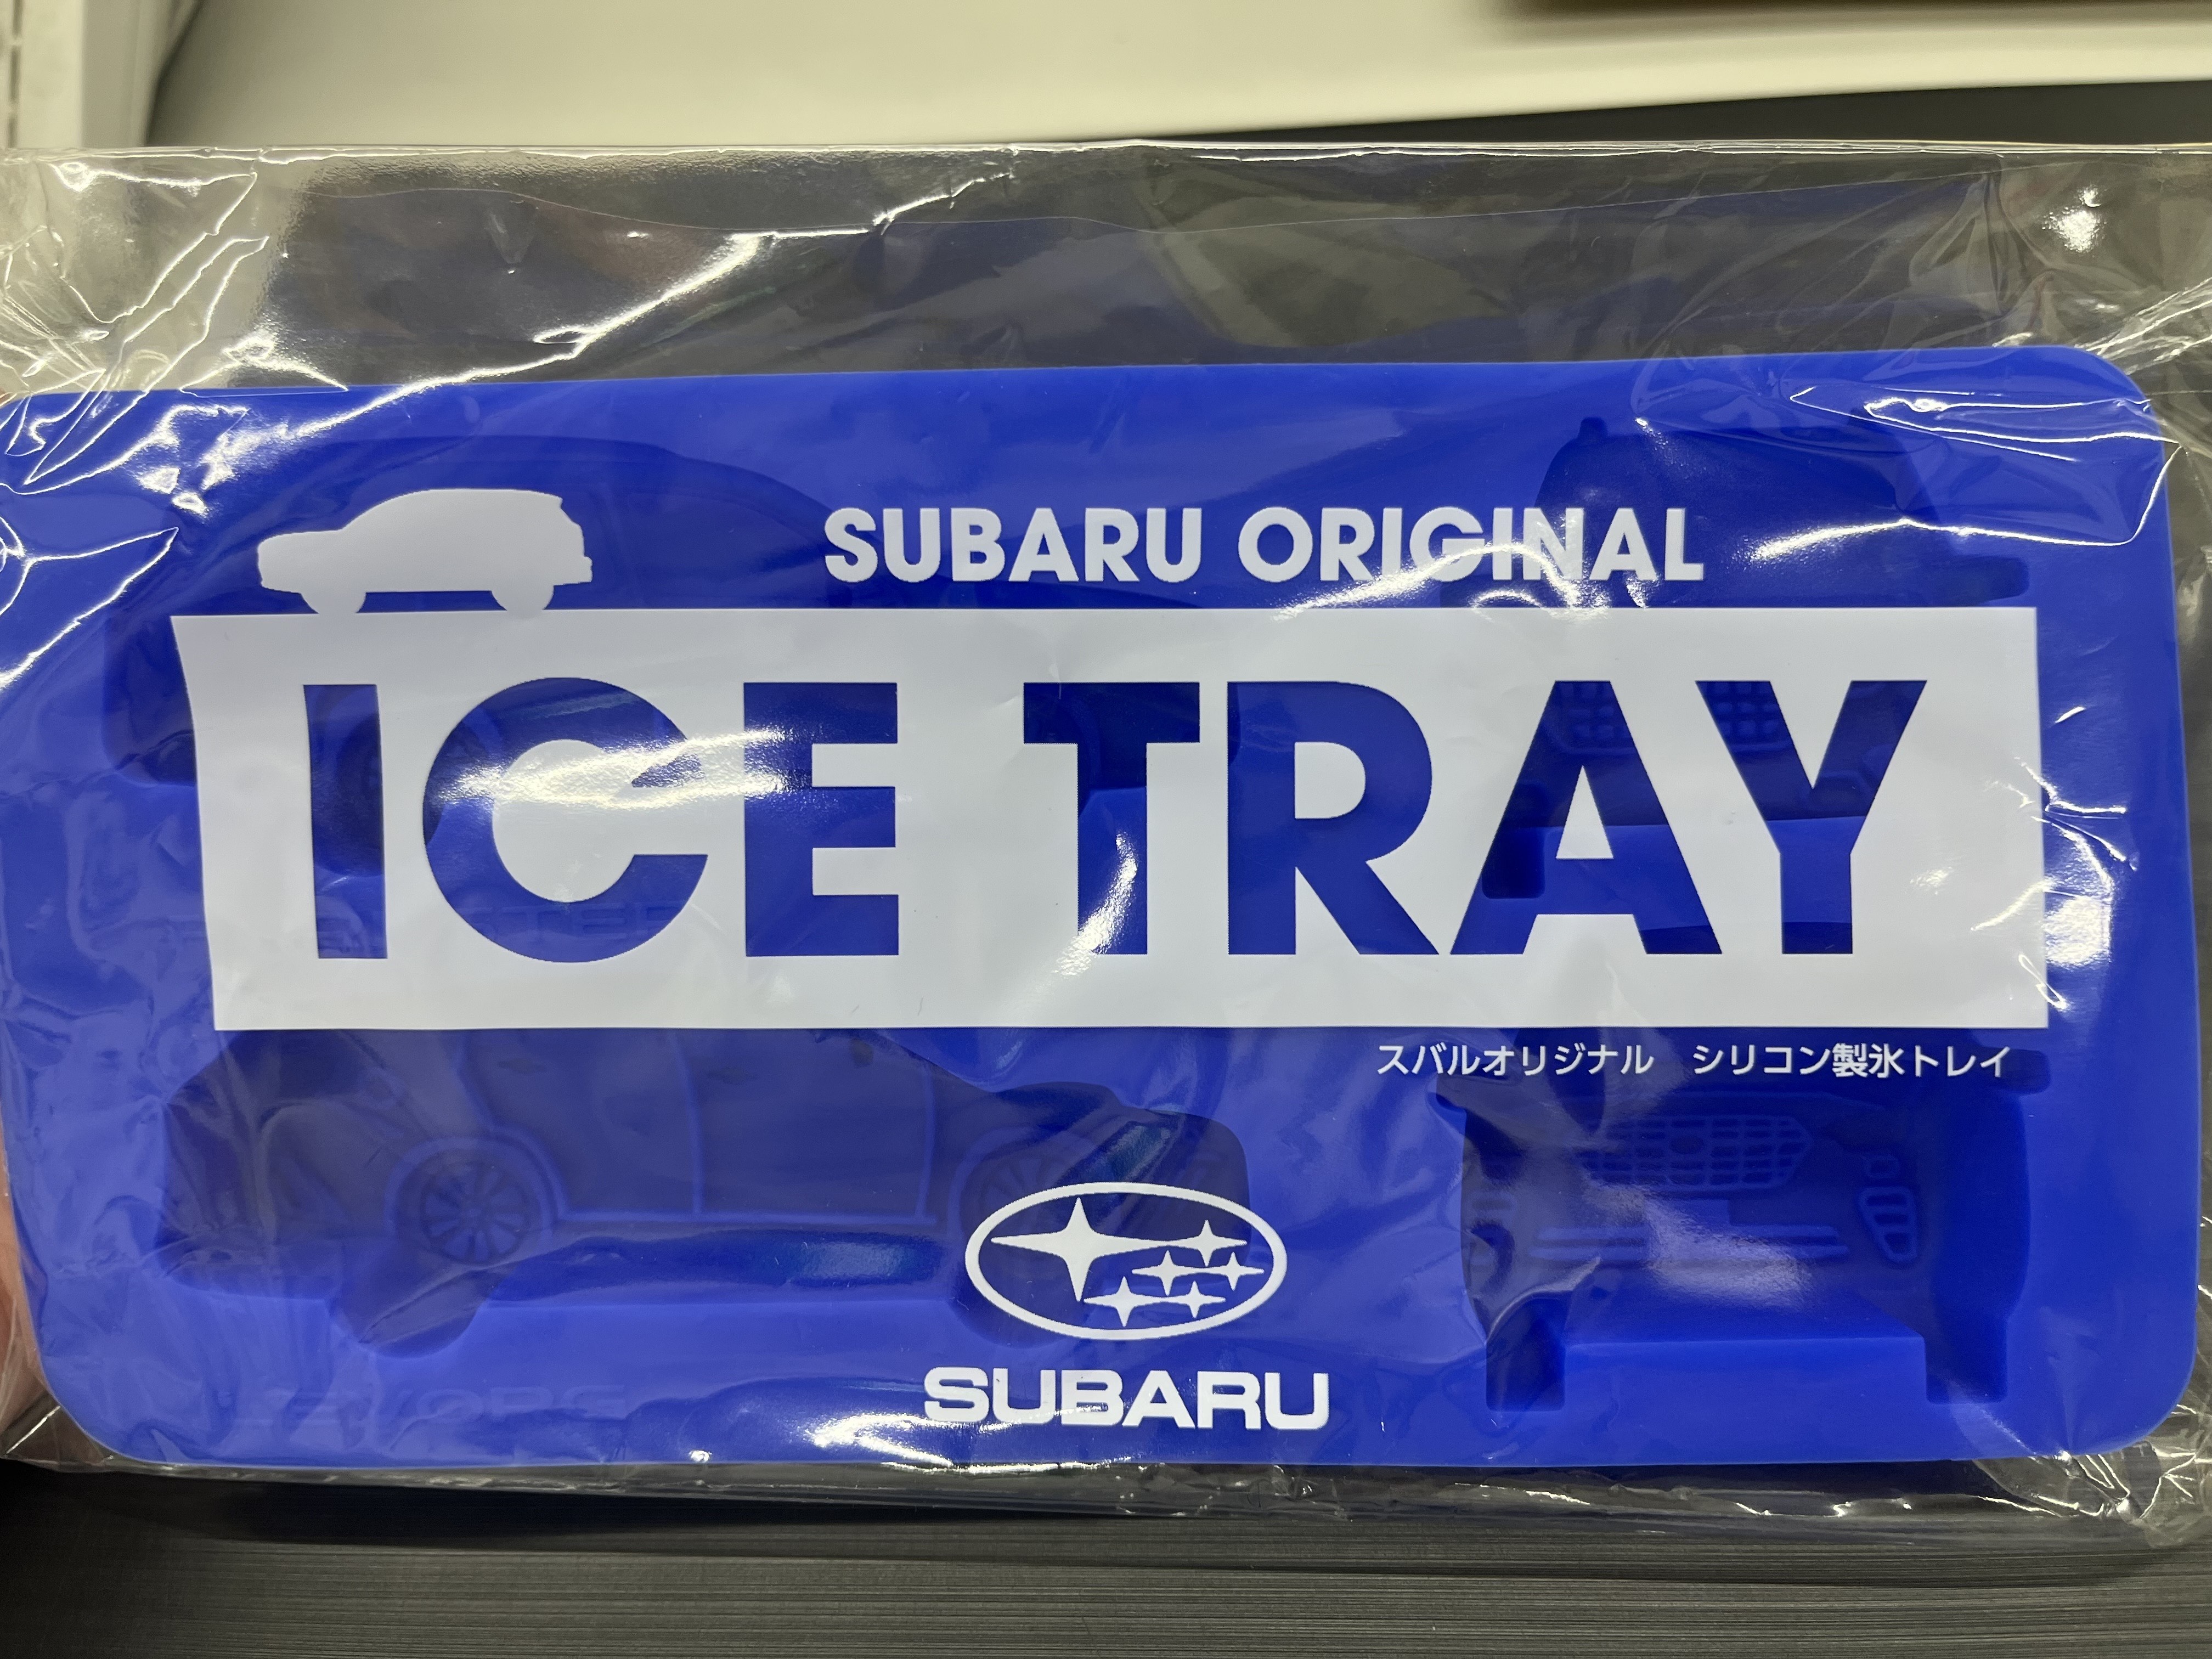 SUBARU ORIGINAL
ICE TRAY
スバルオリジナル　シリコン製氷トレイ
SUBARU